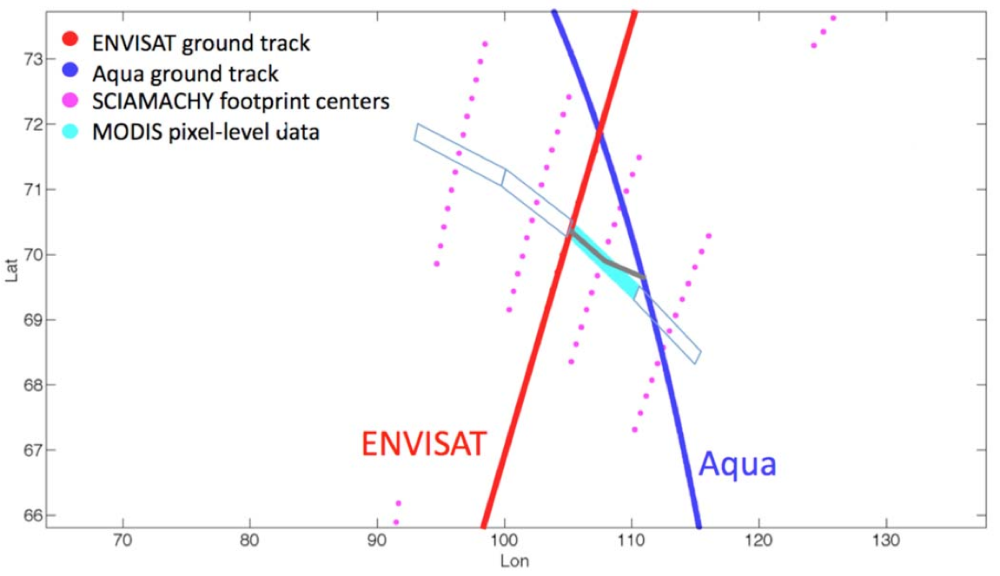 ENVISAT ground track
Aqua ground track
SCIAMACHY footprint centers
MODIS pixel-level data
73
72
71
70
69
68
67
66
Lat
ENVISAT
Aqua
70
80
90
100
110
120
130
Lon